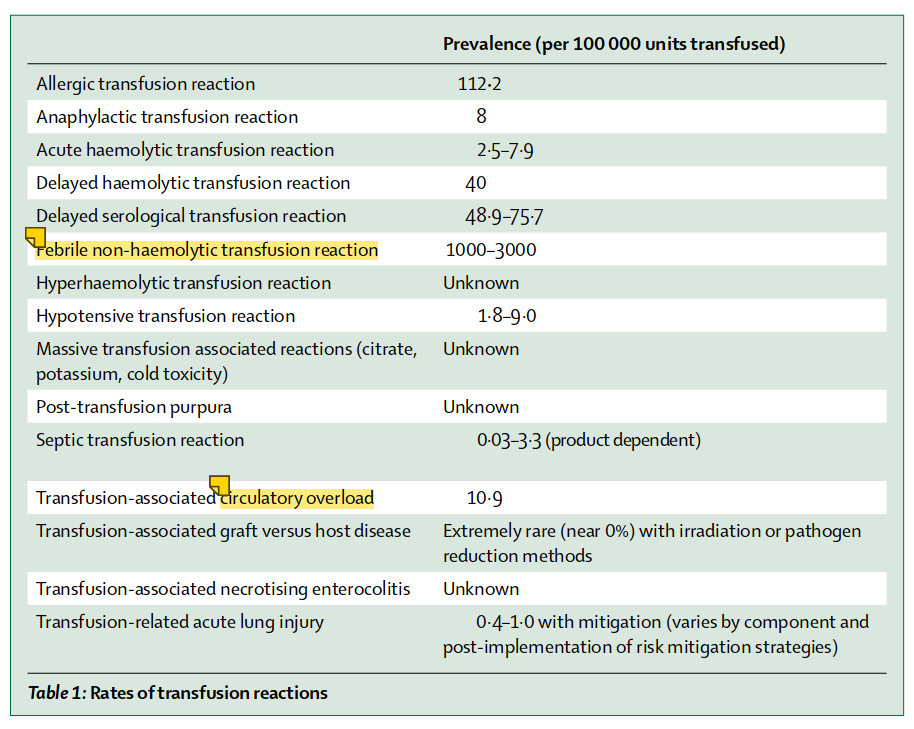 Prevalence (per 100 000 units transfused)
Allergic transfusion reaction 112·2
Anaphylactic transfusion reaction 8
Acute haemolytic transfusion reaction 2·5–7·9
Delayed haemolytic transfusion reaction 40
Delayed serological transfusion reaction 48·9–75·7
Febrile non-haemolytic transfusion reaction 1000–3000
Hyperhaemolytic transfusion reaction Unknown
Hypotensive transfusion reaction 1·8–9·0
Massive transfusion associated reactions (citrate, Unknown
potassium, cold toxicity)
Post-transfusion purpura Unknown
Septic transfusion reaction 0·03–3·3 (product dependent)
Transfusion-associated circulatory overload 10·9
Transfusion-associated graft versus host disease Extremely rare (near 0%) with irradiation or pathogen
reduction methods
Transfusion-associated necrotising enterocolitis Unknown
Transfusion-related acute lung injury 0·4–1·0 with mitigation (varies by component and
post-implementation of risk mitigation strategies)
Table 1: Rates of transfusion reactions